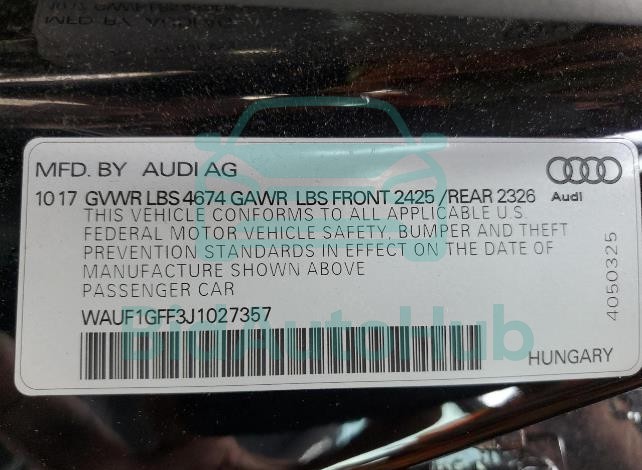 MFD. BY AUDI AG
10 17 GVWR LBS 4674 GAWR LBS FRONT 2425 /REAR 2326
Audi
THIS VEHICLE CONFORMS TO ALL APPLICABLE U.S.
FEDERAL MOTOR VEHICLE SAFETY, BUMPER AND THEFT
PREVENTION STANDARDS IN EFFECT ON THE DATE OF
MANUFACTURE SHOWN ABOVE
PASSENGER CAR
WAUF1GFF3J1027357
4050325
HUNGARY
BidAutoHub